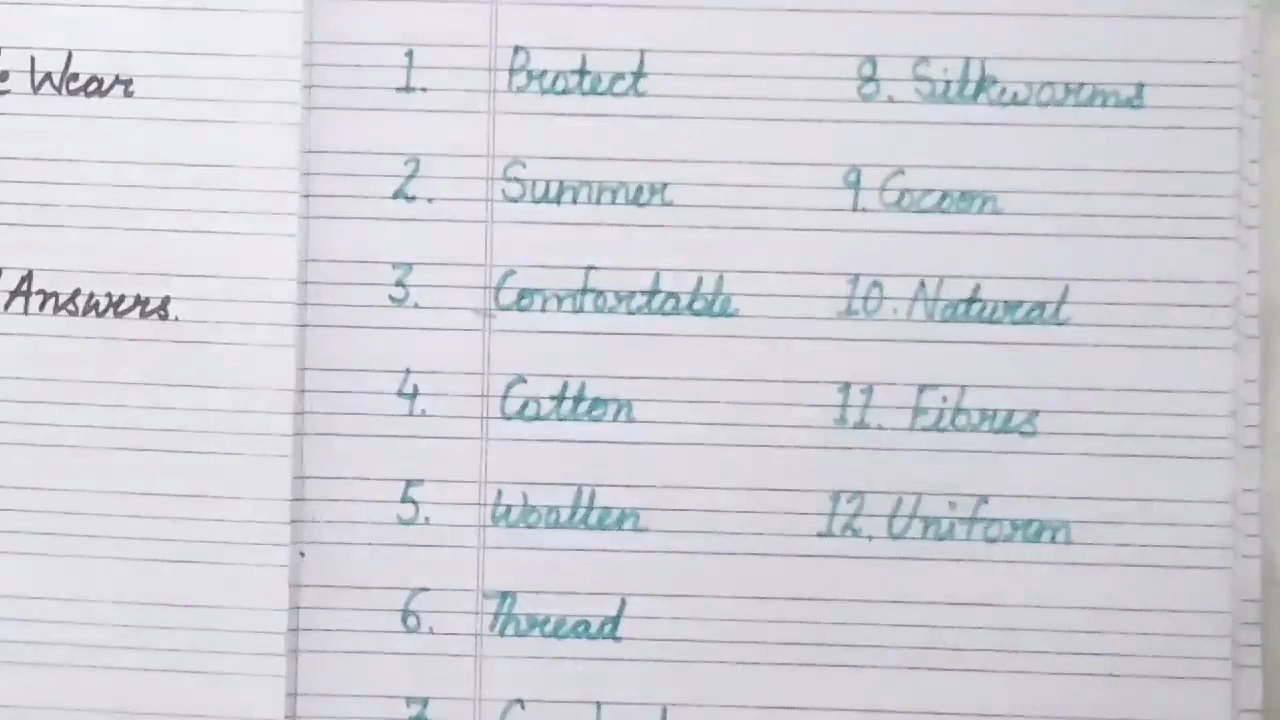 Wear
Answers.
1. Protect
2. Summer
3. Comfortable
4. Cotton
5. Woollen
6. Thread
7.
8. Silkworms
9. Cocoon
10. Natural
11. Fibres
12. Uniform